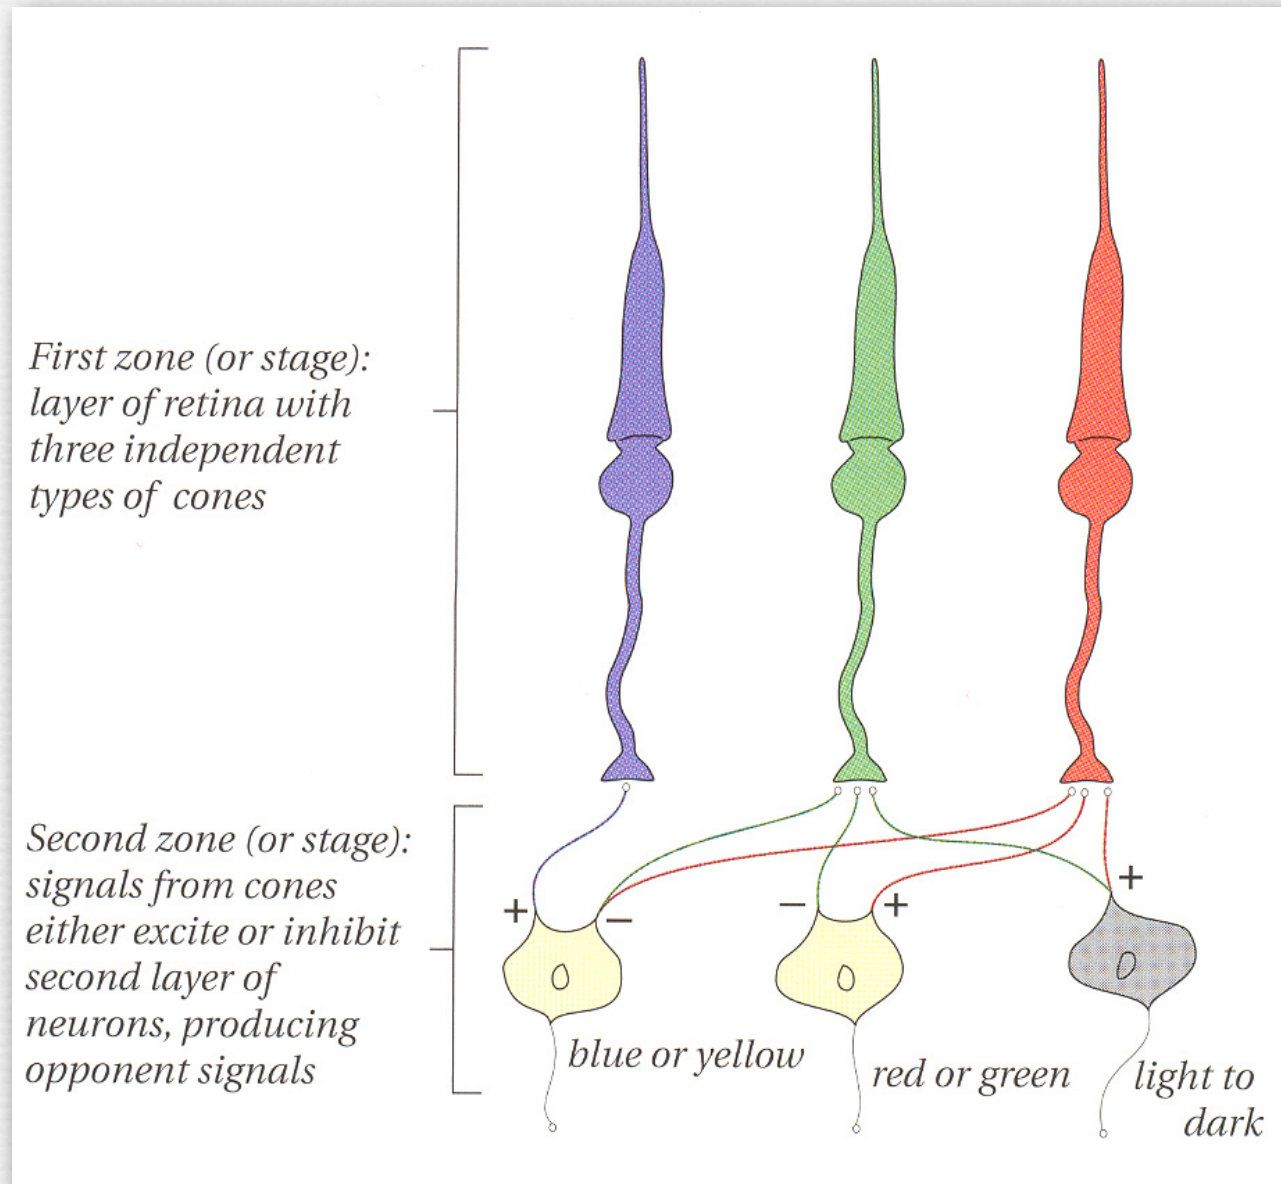 First zone (or stage):
layer of retina with
three independent
types of cones
Second zone (or stage):
signals from cones
either excite or inhibit
second layer of
neurons, producing
opponent signals
+
−
−
+
+
blue or yellow
red or green
light to
dark